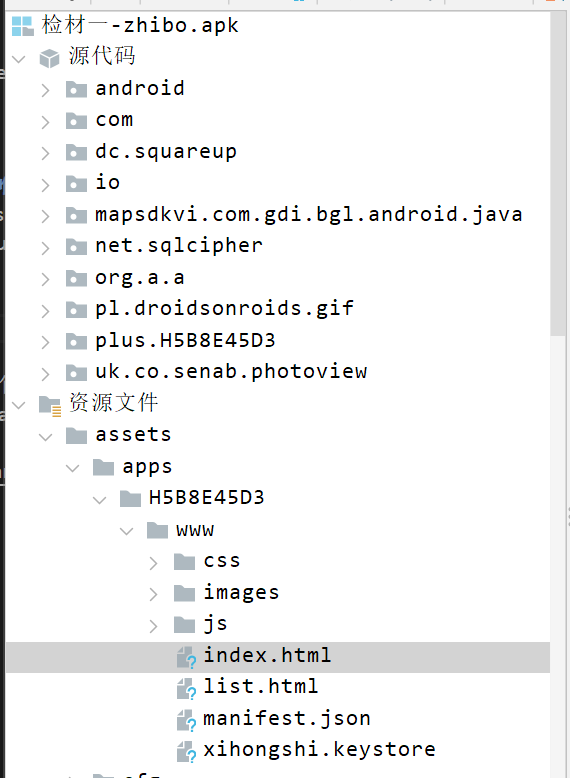 检材一-zhibo.apk
源代码
android
com
dc.squareup
io
mapsdkvi.com.gdi.bgl.android.java
net.sqlcipher
org.a.a
pl.droidsonroids.gif
plus.H5B8E45D3
uk.co.senab.photoview
资源文件
assets
apps
H5B8E45D3
www
css
images
js
index.html
list.html
manifest.json
xihongshi.keystore